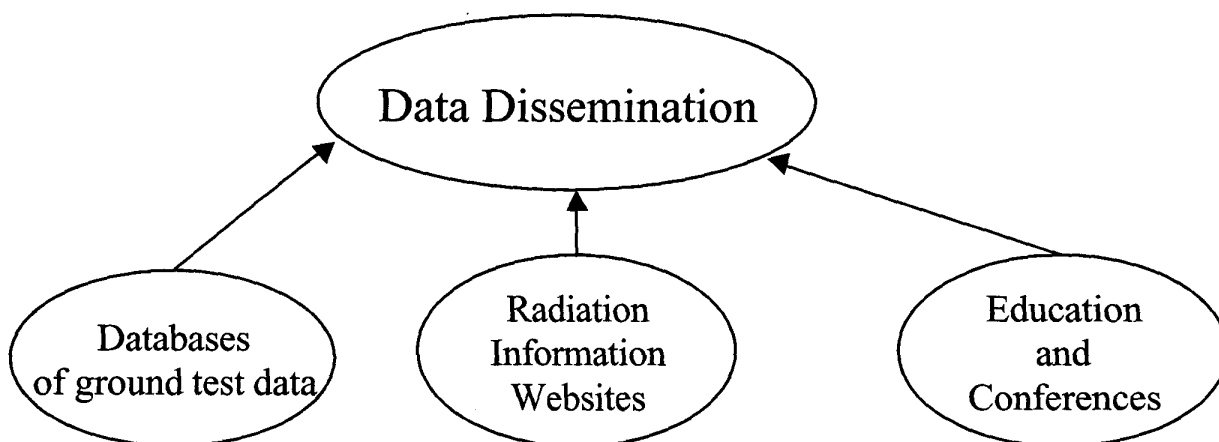 Data Dissemination
Databases
of ground test data
Radiation
Information
Websites
Education
and
Conferences